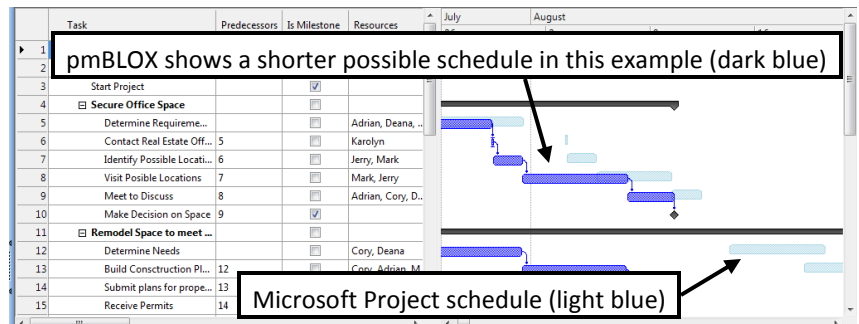 July August
Task Predecessors Is Milestone Resources
1
pmBLOX shows a shorter possible schedule in this example (dark blue)
2
3 Start Project
4 Secure Office Space
5 Determine Requireme... Adrian, Deana, ..
6 Contact Real Estate Off... 5 Karolyn
7 Identify Possible Locati... 6 Jerry, Mark
8 Visit Posible Locations 7 Mark, Jerry
9 Meet to Discuss 8 Adrian, Cory, D..
10 Make Decision on Space 9
11 Remodel Space to meet ...
12 Determine Needs Cory, Deana
13 Build Consctruction Pl... 12 Cory, Adrian, M
14 Submit plans for prope... 13
Microsoft Project schedule (light blue)
15 Receive Permits 14